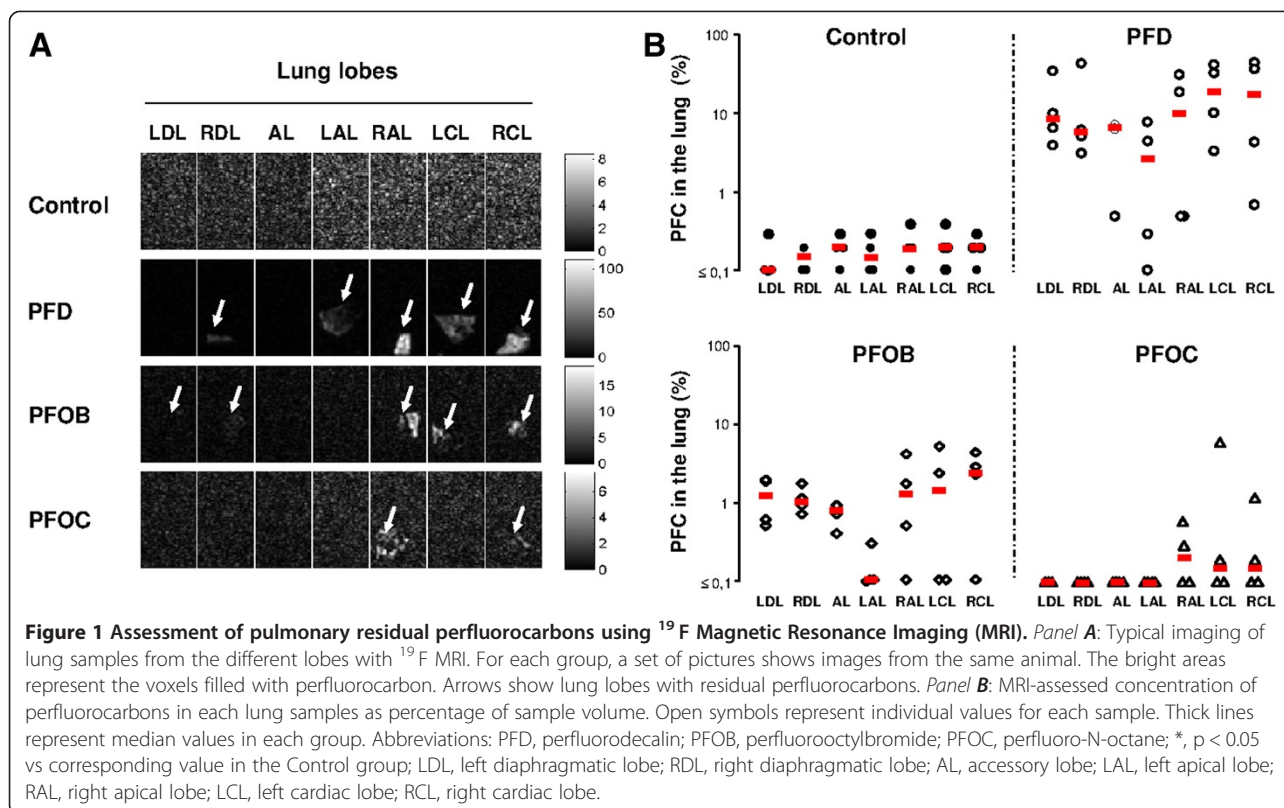 A
Lung lobes
LDL RDL AL LAL RAL LCL RCL
Control
8
6
4
2
0
PFD
100
50
0
PFOB
15
10
5
0
PFOC
6
4
2
0
B
Control
PFD
PFC in the lung (%)
100
10
1
≤ 0,1
LDL RDL AL LAL RAL LCL RCL
LDL RDL AL LAL RAL LCL RCL
PFOB
PFOC
PFC in the lung (%)
100
10
1
≤ 0,1
LDL RDL AL LAL RAL LCL RCL
LDL RDL AL LAL RAL LCL RCL
Figure 1 Assessment of pulmonary residual perfluorocarbons using ¹⁹F Magnetic Resonance Imaging (MRI). Panel A: Typical imaging of
lung samples from the different lobes with ¹⁹F MRI. For each group, a set of pictures shows images from the same animal. The bright areas
represent the voxels filled with perfluorocarbon. Arrows show lung lobes with residual perfluorocarbons. Panel B: MRI-assessed concentration of
perfluorocarbons in each lung samples as percentage of sample volume. Open symbols represent individual values for each sample. Thick lines
represent median values in each group. Abbreviations: PFD, perfluorodecalin; PFOB, perfluorooctylbromide; PFOC, perfluoro-N-octane; *, p < 0.05
vs corresponding value in the Control group; LDL, left diaphragmatic lobe; RDL, right diaphragmatic lobe; AL, accessory lobe; LAL, left apical lobe;
RAL, right apical lobe; LCL, left cardiac lobe; RCL, right cardiac lobe.